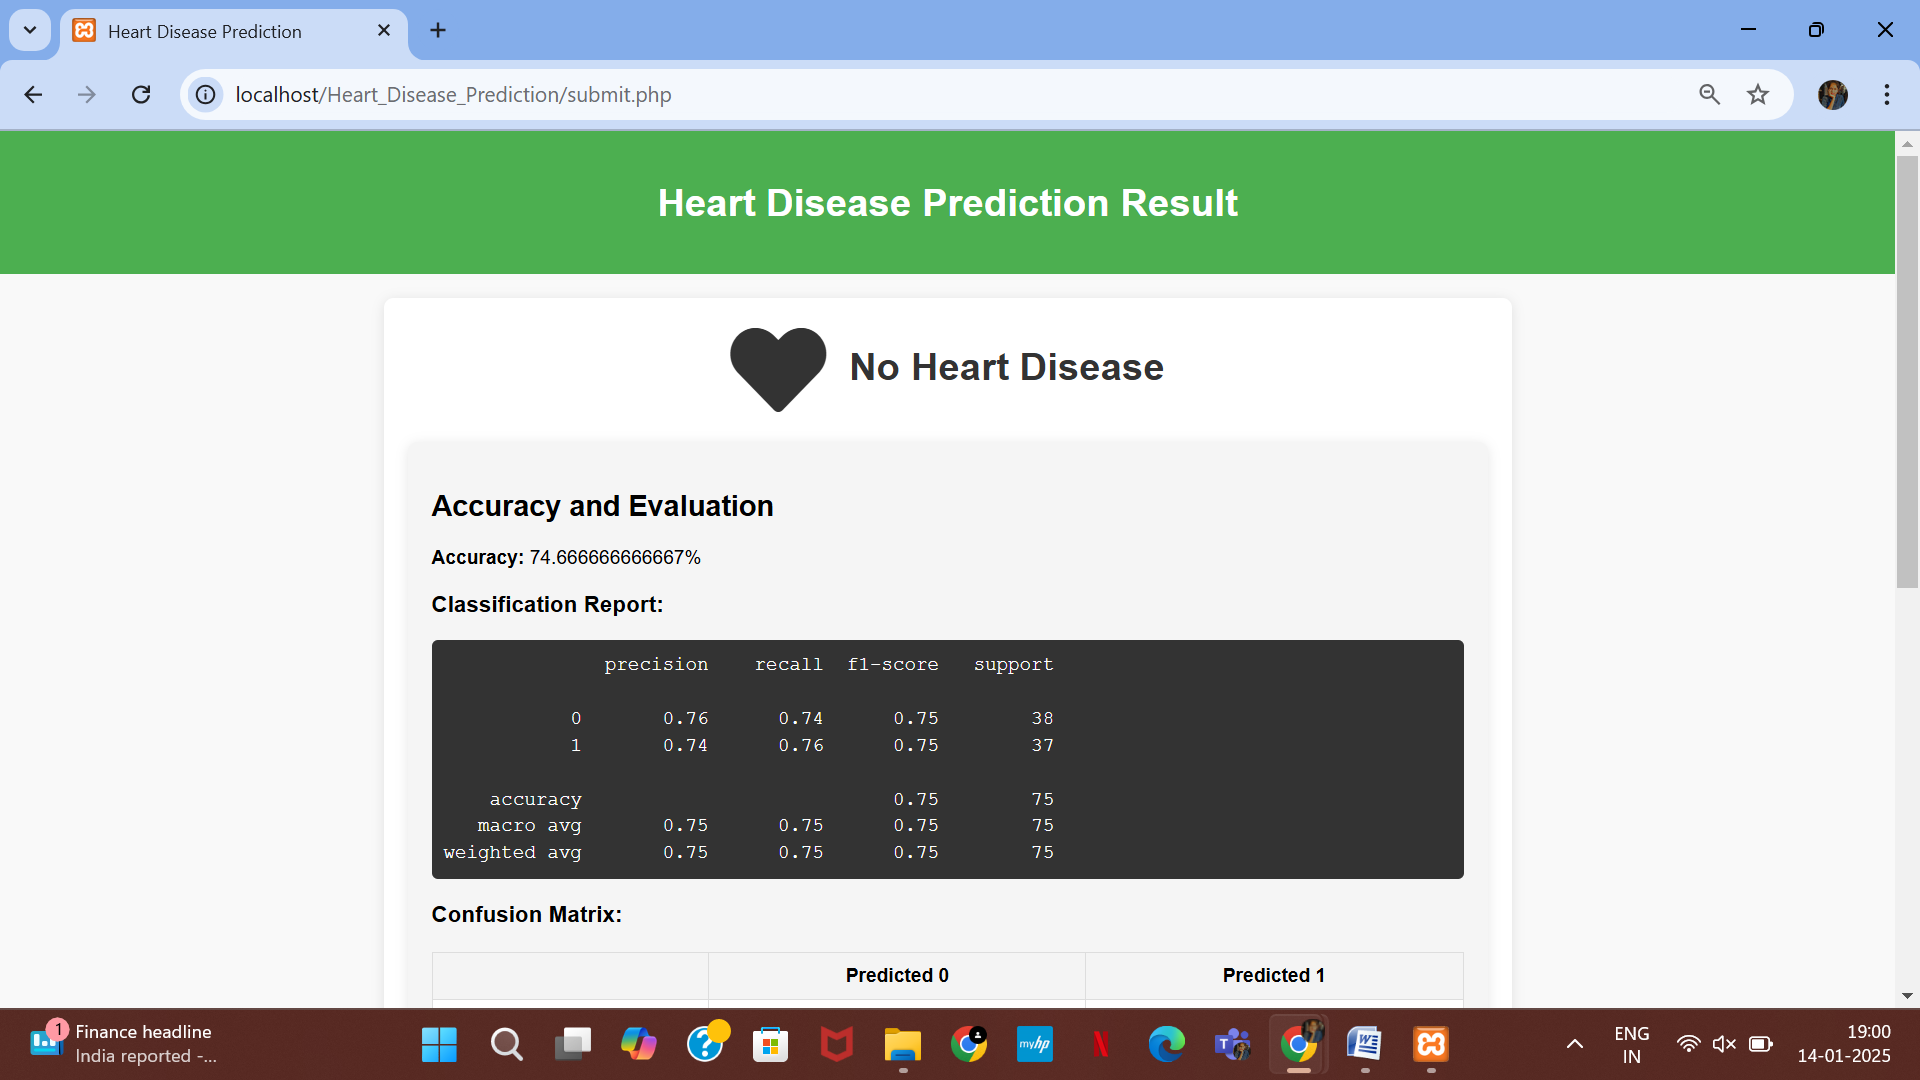 Heart Disease Prediction
localhost/Heart_Disease_Prediction/submit.php
Heart Disease Prediction Result
No Heart Disease
Accuracy and Evaluation
Accuracy: 74.666666666667%
Classification Report:
precision recall f1-score support
0 0.76 0.74 0.75 38
1 0.74 0.76 0.75 37
accuracy 0.75 75
macro avg 0.75 0.75 0.75 75
weighted avg 0.75 0.75 0.75 75
Confusion Matrix:
Predicted 0 Predicted 1
1
Finance headline
India reported -...
myhp
ENG
IN
19:00
14-01-2025